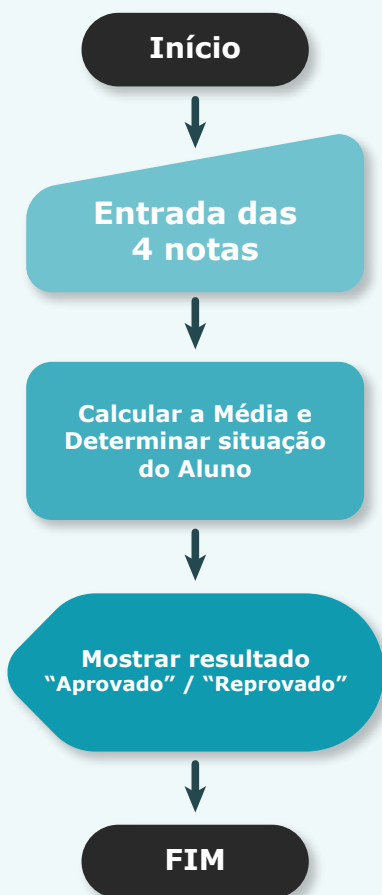 Início
Entrada das
4 notas
Calcular a Média e
Determinar situação
do Aluno
Mostrar resultado
“Aprovado” / “Reprovado”
FIM